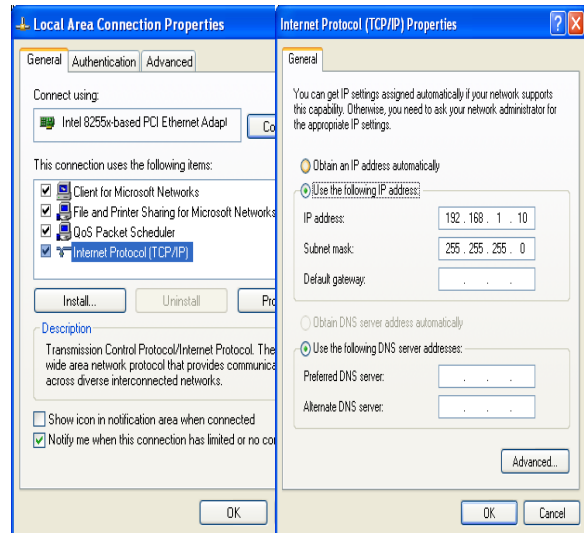 Local Area Connection Properties
General Authentication Advanced
Connect using:
Intel 8255x-based PCI Ethernet Adapt
Co
This connection uses the following items:
Client for Microsoft Networks
File and Printer Sharing for Microsoft Networks
QoS Packet Scheduler
Internet Protocol (TCP/IP)
Install... Uninstall Pro
Description
Transmission Control Protocol/Internet Protocol. The
wide area network protocol that provides communica
across diverse interconnected networks.
Show icon in notification area when connected
Notify me when this connection has limited or no con
OK
Internet Protocol (TCP/IP) Properties
General
You can get IP settings assigned automatically if your network supports
this capability. Otherwise, you need to ask your network administrator for
the appropriate IP settings.
Obtain an IP address automatically
Use the following IP address:
IP address: 192 . 168 . 1 . 10
Subnet mask: 255 . 255 . 255 . 0
Default gateway: . . .
Obtain DNS server address automatically
Use the following DNS server addresses:
Preferred DNS server: . . .
Alternate DNS server: . . .
Advanced...
OK Cancel